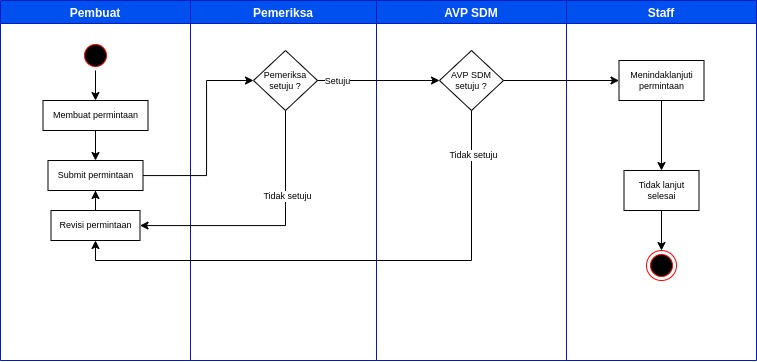 Pembuat
Pemeriksa
AVP SDM
Staff
Membuat permintaan
Submit permintaan
Revisi permintaan
Pemeriksa
setuju ?
Setuju
Tidak setuju
AVP SDM
setuju ?
Tidak setuju
Menindaklanjuti
permintaan
Tidak lanjut
selesai